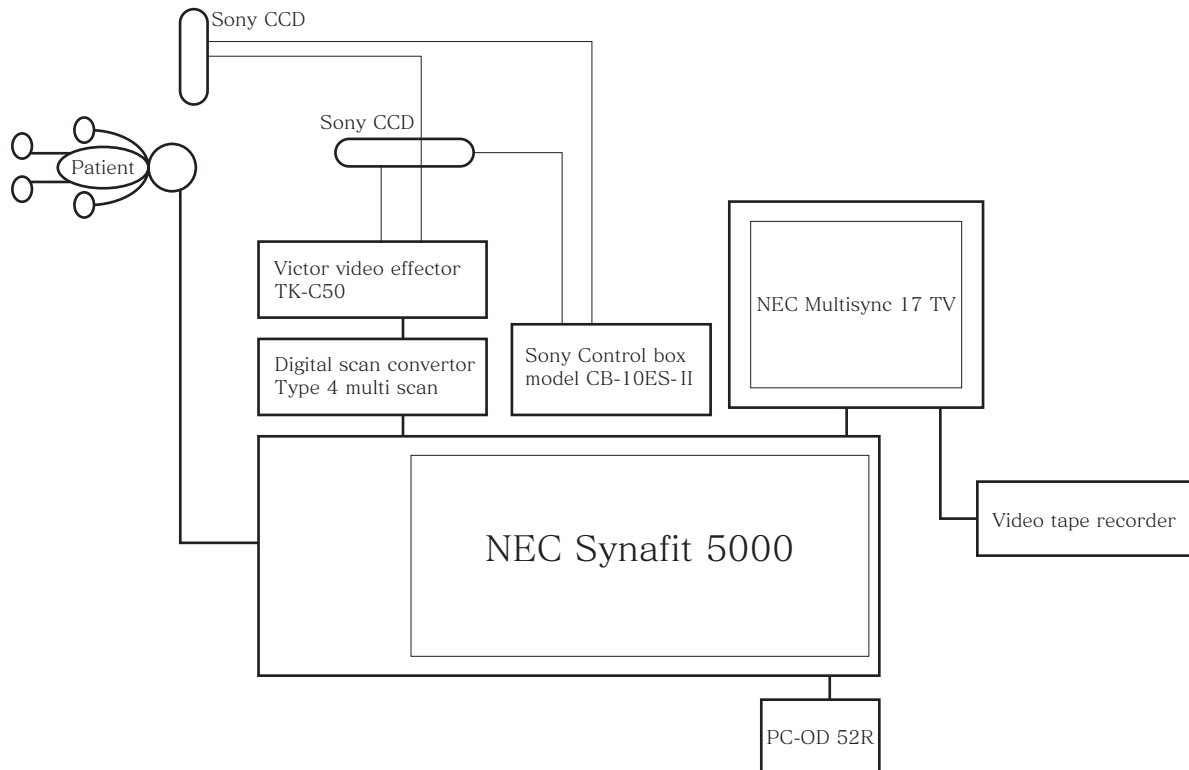 Sony CCD
Sony CCD
Patient
Victor video effector
TK-C50
NEC Multisync 17 TV
Digital scan convertor
Type 4 multi scan
Sony Control box
model CB-10ES-II
Video tape recorder
NEC Synafit 5000
PC-OD 52R